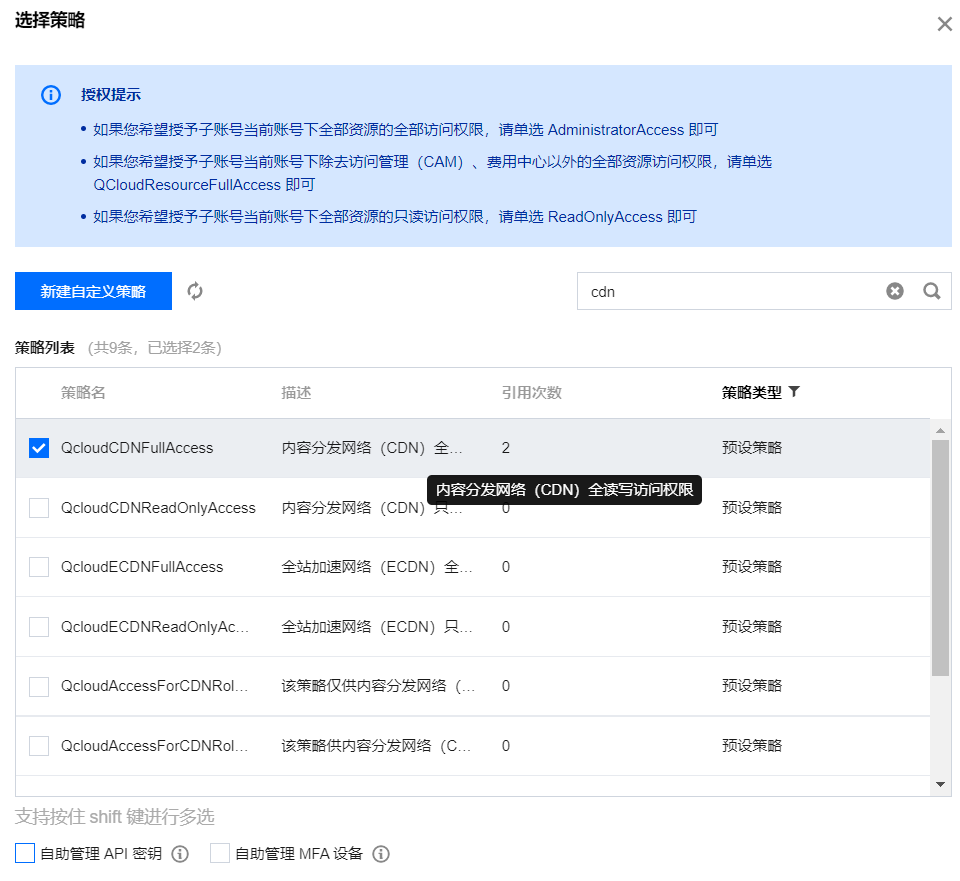 选择策略
授权提示
• 如果您希望授予子账号当前账号下全部资源的全部访问权限，请单选 AdministratorAccess 即可
• 如果您希望授予子账号当前账号下除去访问管理（CAM）、费用中心以外的全部资源访问权限，请单选
QCloudResourceFullAccess 即可
• 如果您希望授予子账号当前账号下全部资源的只读访问权限，请单选 ReadOnlyAccess 即可
新建自定义策略 cdn
策略列表 (共9条，已选择2条)
策略名 描述 引用次数 策略类型
QcloudCDNFullAccess 内容分发网络（CDN）全... 2 预设策略
内容分发网络（CDN）全读写访问权限
QcloudCDNReadOnlyAccess 内容分发网络（CDN）只... 0 预设策略
QcloudECDNFullAccess 全站加速网络（ECDN）全... 0 预设策略
QcloudECDNReadOnlyAc... 全站加速网络（ECDN）只... 0 预设策略
QcloudAccessForCDNRol... 该策略仅供内容分发网络（... 0 预设策略
QcloudAccessForCDNRol... 该策略供内容分发网络（C... 0 预设策略
支持按住 shift 键进行多选
自助管理 API 密钥 自助管理 MFA 设备